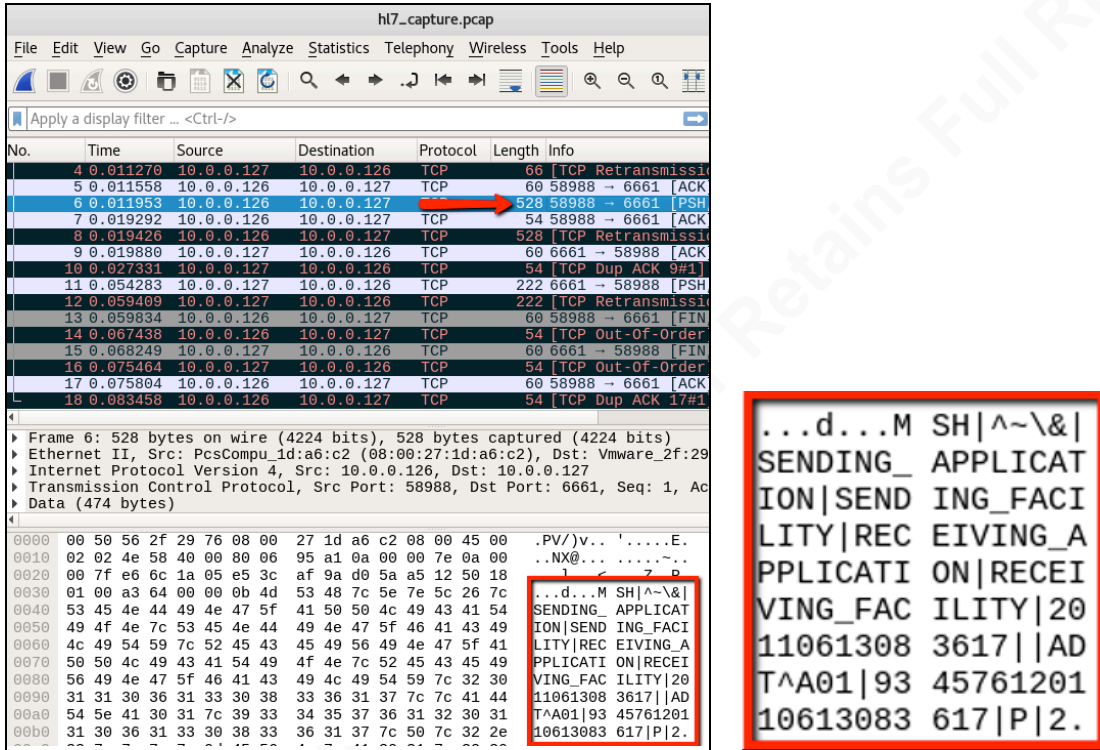 hl7_capture.pcap
File Edit View Go Capture Analyze Statistics Telephony Wireless Tools Help
Apply a display filter ... <Ctrl-/>
No. Time Source Destination Protocol Length Info
4 0.011270 10.0.0.127 10.0.0.126 TCP 66 [TCP Retransmissi
5 0.011558 10.0.0.126 10.0.0.127 TCP 60 58988 → 6661 [ACK
6 0.011953 10.0.0.126 10.0.0.127 528 58988 → 6661 [PSH
7 0.019292 10.0.0.126 10.0.0.127 TCP 54 58988 → 6661 [ACK
8 0.019426 10.0.0.126 10.0.0.127 TCP 528 [TCP Retransmissi
9 0.019880 10.0.0.127 10.0.0.126 TCP 60 6661 → 58988 [ACK
10 0.027331 10.0.0.127 10.0.0.126 TCP 54 [TCP Dup ACK 9#1]
11 0.054283 10.0.0.127 10.0.0.126 TCP 222 6661 → 58988 [PSH,
12 0.059409 10.0.0.127 10.0.0.126 TCP 222 [TCP Retransmissi
13 0.059834 10.0.0.126 10.0.0.127 TCP 60 58988 → 6661 [FIN,
14 0.067438 10.0.0.126 10.0.0.127 TCP 54 [TCP Out-Of-Order
15 0.068249 10.0.0.127 10.0.0.126 TCP 60 6661 → 58988 [FIN,
16 0.075464 10.0.0.127 10.0.0.126 TCP 54 [TCP Out-Of-Order
17 0.075804 10.0.0.126 10.0.0.127 TCP 60 58988 → 6661 [ACK
18 0.083458 10.0.0.126 10.0.0.127 TCP 54 [TCP Dup ACK 17#1
Frame 6: 528 bytes on wire (4224 bits), 528 bytes captured (4224 bits)
Ethernet II, Src: PcsCompu_1d:a6:c2 (08:00:27:1d:a6:c2), Dst: Vmware_2f:29
Internet Protocol Version 4, Src: 10.0.0.126, Dst: 10.0.0.127
Transmission Control Protocol, Src Port: 58988, Dst Port: 6661, Seq: 1, Ac
Data (474 bytes)
0000 00 50 56 2f 29 76 08 00 27 1d a6 c2 08 00 45 00 .PV/)v.. '.....E.
0010 02 02 4e 58 40 00 80 06 95 a1 0a 00 00 7e 0a 00 ..NX@... .....~..
0020 00 7f e6 6c 1a 05 e5 3c af 9a d0 5a a5 12 50 18
0030 01 00 a3 64 00 00 0b 4d 53 48 7c 5e 7e 5c 26 7c ...d...M SH|^~\&|
0040 53 45 4e 44 49 4e 47 5f 41 50 50 4c 49 43 41 54 SENDING_ APPLICAT
0050 49 4f 4e 7c 53 45 4e 44 49 4e 47 5f 46 41 43 49 ION|SEND ING_FACI
0060 4c 49 54 59 7c 52 45 43 45 49 56 49 4e 47 5f 41 LITY|REC EIVING_A
0070 50 50 4c 49 43 41 54 49 4f 4e 7c 52 45 43 45 49 PPLICATI ON|RECEI
0080 56 49 4e 47 5f 46 41 43 49 4c 49 54 59 7c 32 30 VING_FAC ILITY|20
0090 31 31 30 36 31 33 30 38 33 36 31 37 7c 7c 41 44 11061308 3617||AD
00a0 54 5e 41 30 31 7c 39 33 34 35 37 36 31 32 30 31 T^A01|93 45761201
00b0 31 30 36 31 33 30 38 33 36 31 37 7c 50 7c 32 2e 10613083 617|P|2.
...d...M SH|^~\&|
SENDING_ APPLICAT
ION|SEND ING_FACI
LITY|REC EIVING_A
PPLICATI ON|RECEI
VING_FAC ILITY|20
11061308 3617||AD
T^A01|93 45761201
10613083 617|P|2.
Retains Full